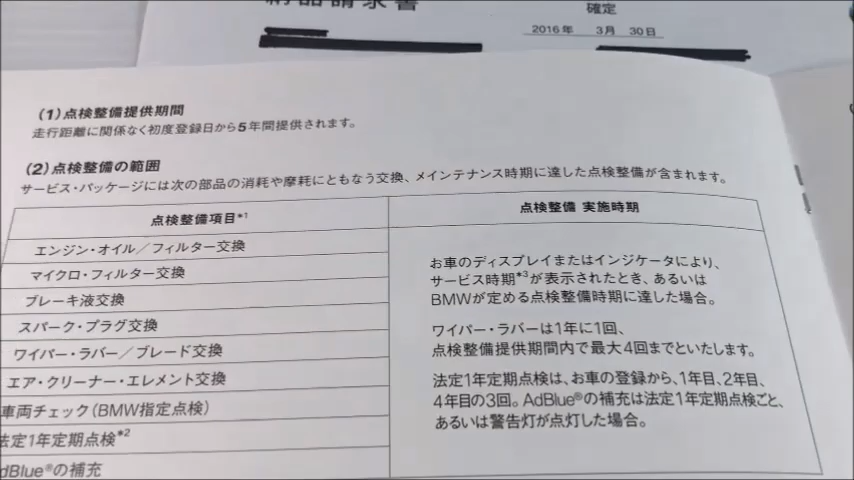 納品請求書
確定
2016年 3月 30日
(1)点検整備提供期間
走行距離に関係なく初度登録日から5年間提供されます。
(2)点検整備の範囲
サービス・パッケージには次の部品の消耗や摩耗にともなう交換、メインテナンス時期に達した点検整備が含まれます。
点検整備項目*1
エンジン・オイル/フィルター交換
マイクロ・フィルター交換
ブレーキ液交換
スパーク・プラグ交換
ワイパー・ラバー/ブレード交換
エア・クリーナー・エレメント交換
車両チェック(BMW指定点検)
法定1年定期点検*2
AdBlue®の補充
点検整備 実施時期
お車のディスプレイまたはインジケータにより、
サービス時期*3が表示されたとき、あるいは
BMWが定める点検整備時期に達した場合。
ワイパー・ラバーは1年に1回、
点検整備提供期間内で最大4回までといたします。
法定1年定期点検は、お車の登録から、1年目、2年目、
4年目の3回。AdBlue®の補充は法定1年定期点検ごと、
あるいは警告灯が点灯した場合。